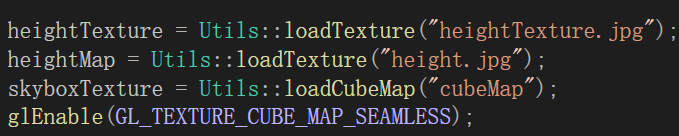 heightTexture = Utils::loadTexture("heightTexture.jpg");
heightMap = Utils::loadTexture("height.jpg");
skyboxTexture = Utils::loadCubeMap("cubeMap");
glEnable(GL_TEXTURE_CUBE_MAP_SEAMLESS);